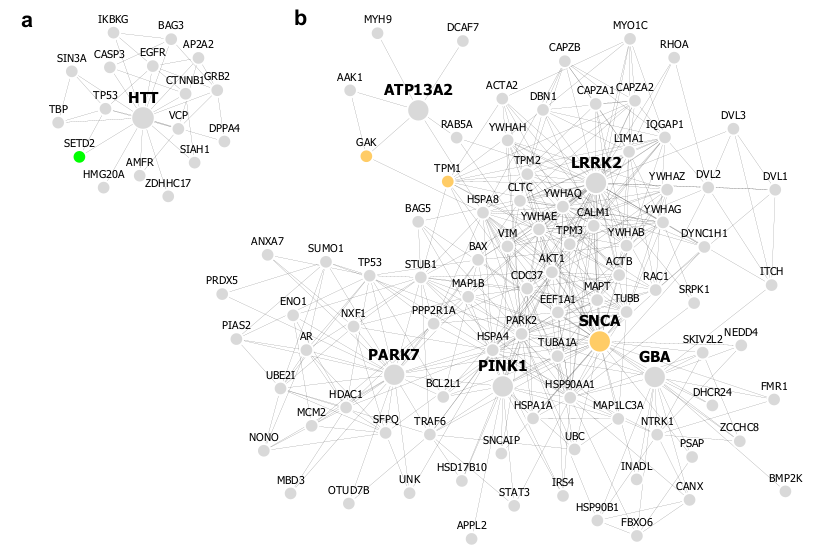 a
IKBKG
BAG3
SIN3A
CASP3
EGFR
AP2A2
CTNNB1
GRB2
TP53
HTT
TBP
VCP
DPPA4
SETD2
AMFR
SIAH1
HMG20A
ZDHHC17
b
MYH9
DCAF7
MYO1C
CAPZB
RHOA
AAK1
ATP13A2
ACTA2
DBN1
CAPZA1
CAPZA2
RAB5A
YWHAH
IQGAP1
DVL3
GAK
LIMA1
TPM1
TPM2
LRRK2
YWHAZ
DVL2
DVL1
HSPA8
CLTC
YWHAQ
BAG5
YWHAE
CALM1
YWHAG
ANXA7
SUMO1
VIM
TPM3
YWHAB
DYNC1H1
TP53
STUB1
BAX
AKT1
ACTB
ITCH
PRDX5
MAP1B
CDC37
MAPT
RAC1
SRPK1
ENO1
NXF1
PPP2R1A
EEF1A1
TUBB
PIAS2
AR
HSPA4
PARK2
SNCA
SKIV2L2
NEDD4
PARK7
PINK1
TUBA1A
GBA
UBE2I
HDAC1
BCL2L1
HSP90AA1
DHCR24
FMR1
MCM2
SFPQ
TRAF6
HSPA1A
MAP1LC3A
NTRK1
ZCCHC8
NONO
SNCAIP
UBC
PSAP
MBD3
OTUD7B
UNK
HSD17B10
STAT3
IRS4
INADL
CANX
BMP2K
APPL2
HSP90B1
FBXO6